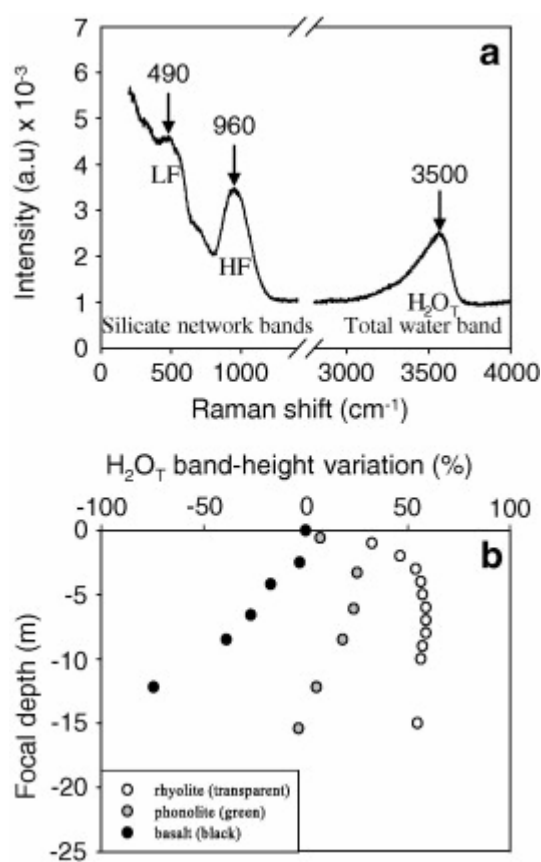 7
6
5
4
3
2
1
0
Intensity (a.u) x 10⁻³
a
490
960
3500
LF
HF
H₂O_T
Silicate network bands
Total water band
0 500 1000 3000 3500 4000
Raman shift (cm⁻¹)
H₂O_T band-height variation (%)
-100 -50 0 50 100
b
0
-5
-10
-15
-20
-25
Focal depth (m)
rhyolite (transparent)
phonolite (green)
basalt (black)